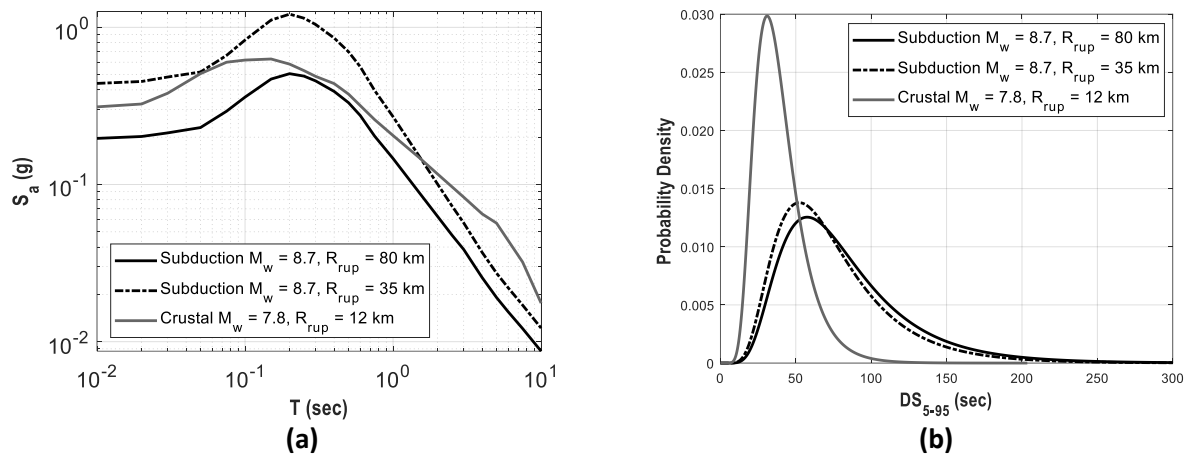 10^0
10^-1
10^-2
S_a (g)
Subduction M_w = 8.7, R_rup = 80 km
Subduction M_w = 8.7, R_rup = 35 km
Crustal M_w = 7.8, R_rup = 12 km
10^-2 10^-1 10^0 10^1
T (sec)
(a)
0.030
0.025
0.020
0.015
0.010
0.005
0
Probability Density
Subduction M_w = 8.7, R_rup = 80 km
Subduction M_w = 8.7, R_rup = 35 km
Crustal M_w = 7.8, R_rup = 12 km
0 50 100 150 200 250 300
DS_5-95 (sec)
(b)